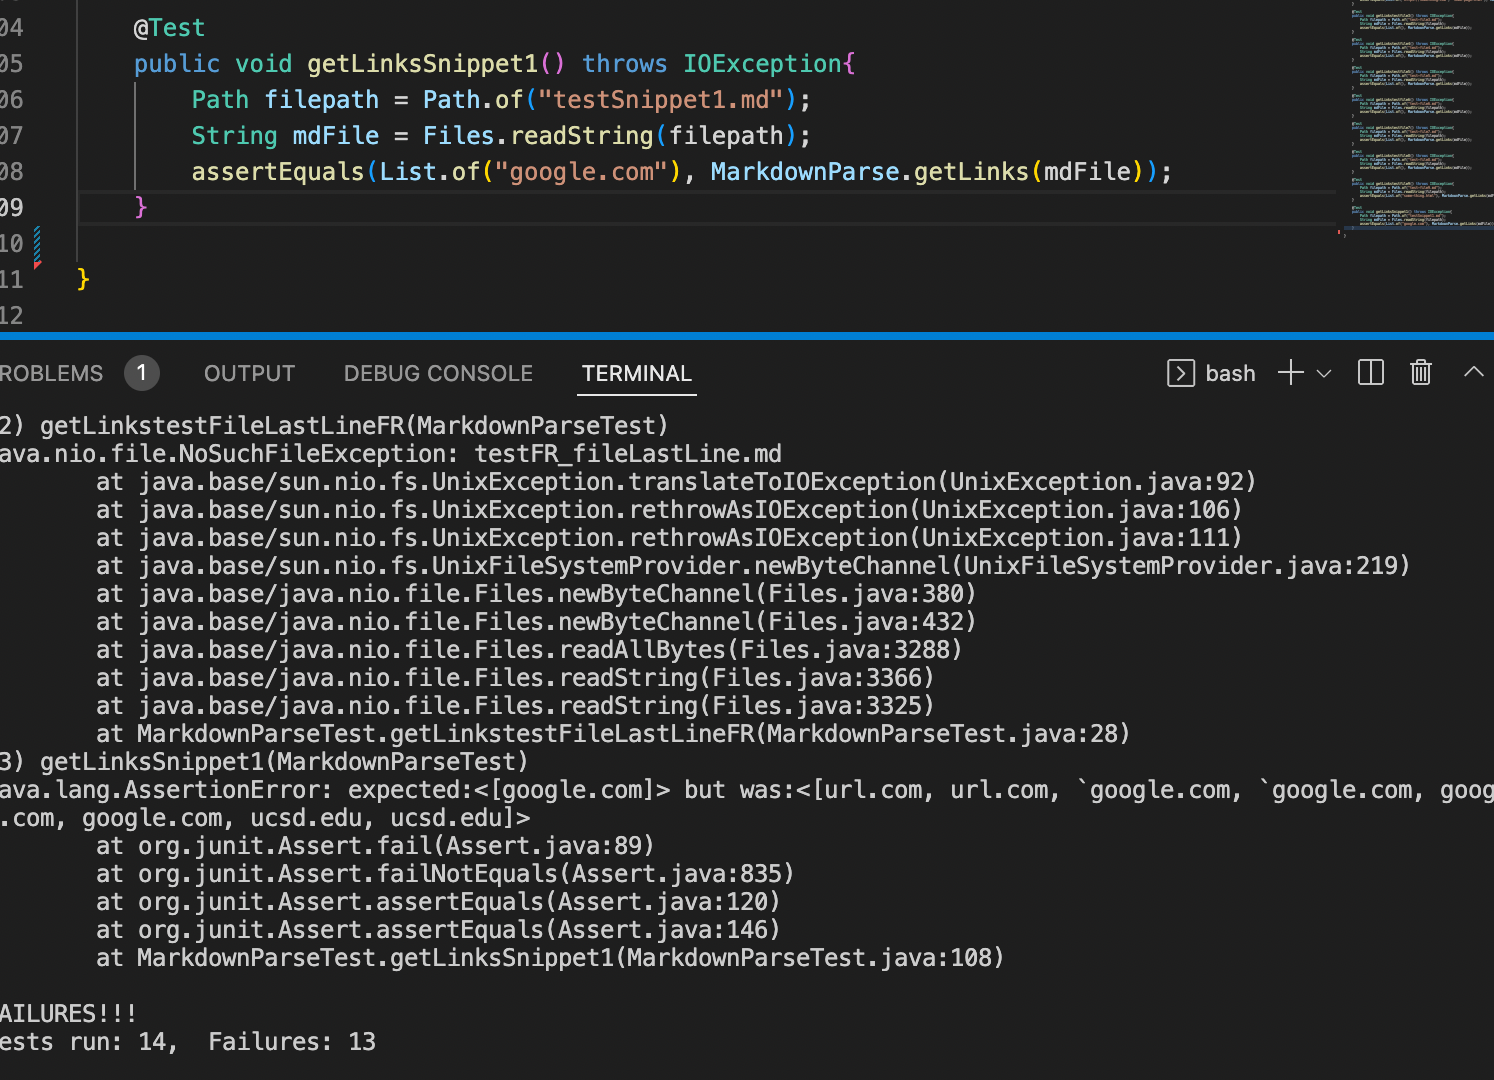 04 @Test
05 public void getLinksSnippet1() throws IOException{
06 Path filepath = Path.of("testSnippet1.md");
07 String mdFile = Files.readString(filepath);
08 assertEquals(List.of("google.com"), MarkdownParse.getLinks(mdFile));
09 }
10
11 }
12
ROBLEMS 1 OUTPUT DEBUG CONSOLE TERMINAL bash
2) getLinkstestFileLastLineFR(MarkdownParseTest)
ava.nio.file.NoSuchFileException: testFR_fileLastLine.md
at java.base/sun.nio.fs.UnixException.translateToIOException(UnixException.java:92)
at java.base/sun.nio.fs.UnixException.rethrowAsIOException(UnixException.java:106)
at java.base/sun.nio.fs.UnixException.rethrowAsIOException(UnixException.java:111)
at java.base/sun.nio.fs.UnixFileSystemProvider.newByteChannel(UnixFileSystemProvider.java:219)
at java.base/java.nio.file.Files.newByteChannel(Files.java:380)
at java.base/java.nio.file.Files.newByteChannel(Files.java:432)
at java.base/java.nio.file.Files.readAllBytes(Files.java:3288)
at java.base/java.nio.file.Files.readString(Files.java:3366)
at java.base/java.nio.file.Files.readString(Files.java:3325)
at MarkdownParseTest.getLinkstestFileLastLineFR(MarkdownParseTest.java:28)
3) getLinksSnippet1(MarkdownParseTest)
ava.lang.AssertionError: expected:<[google.com]> but was:<[url.com, url.com, `google.com, `google.com, goog
.com, google.com, ucsd.edu, ucsd.edu]>
at org.junit.Assert.fail(Assert.java:89)
at org.junit.Assert.failNotEquals(Assert.java:835)
at org.junit.Assert.assertEquals(Assert.java:120)
at org.junit.Assert.assertEquals(Assert.java:146)
at MarkdownParseTest.getLinksSnippet1(MarkdownParseTest.java:108)
AILURES!!!
ests run: 14,  Failures: 13